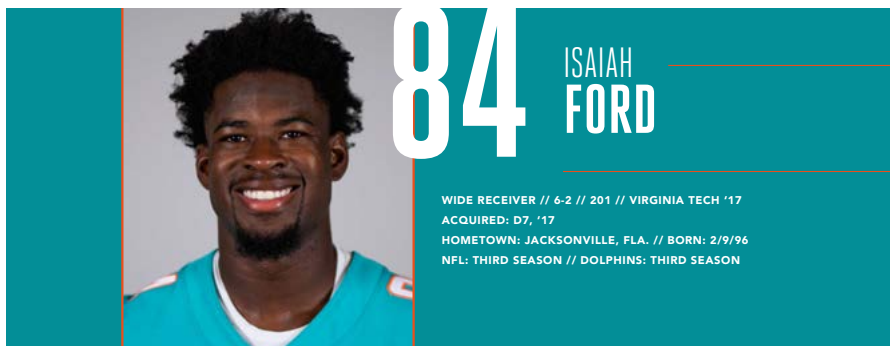 84
ISAIAH
FORD
WIDE RECEIVER // 6-2 // 201 // VIRGINIA TECH ’17
ACQUIRED: D7, ’17
HOMETOWN: JACKSONVILLE, FLA. // BORN: 2/9/96
NFL: THIRD SEASON // DOLPHINS: THIRD SEASON